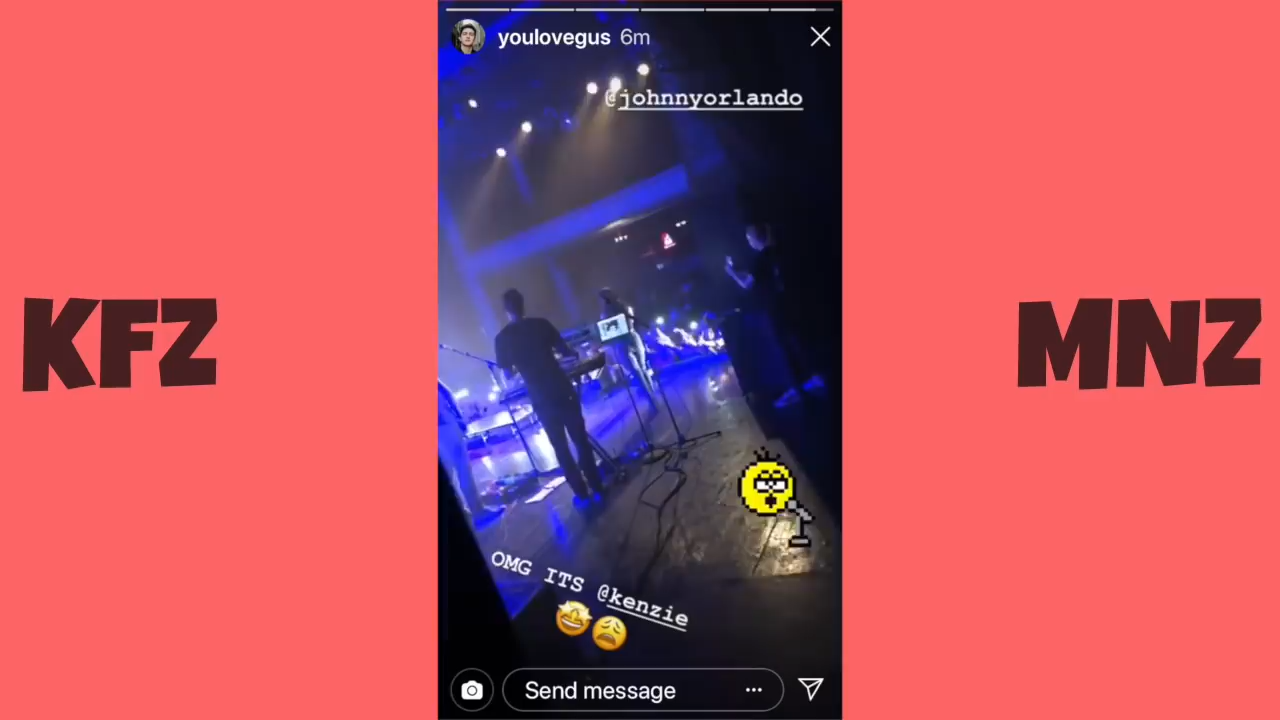 youlovegus 6m
@johnnyorlando
KFZ
MNZ
OMG ITS @kenzie
Send message